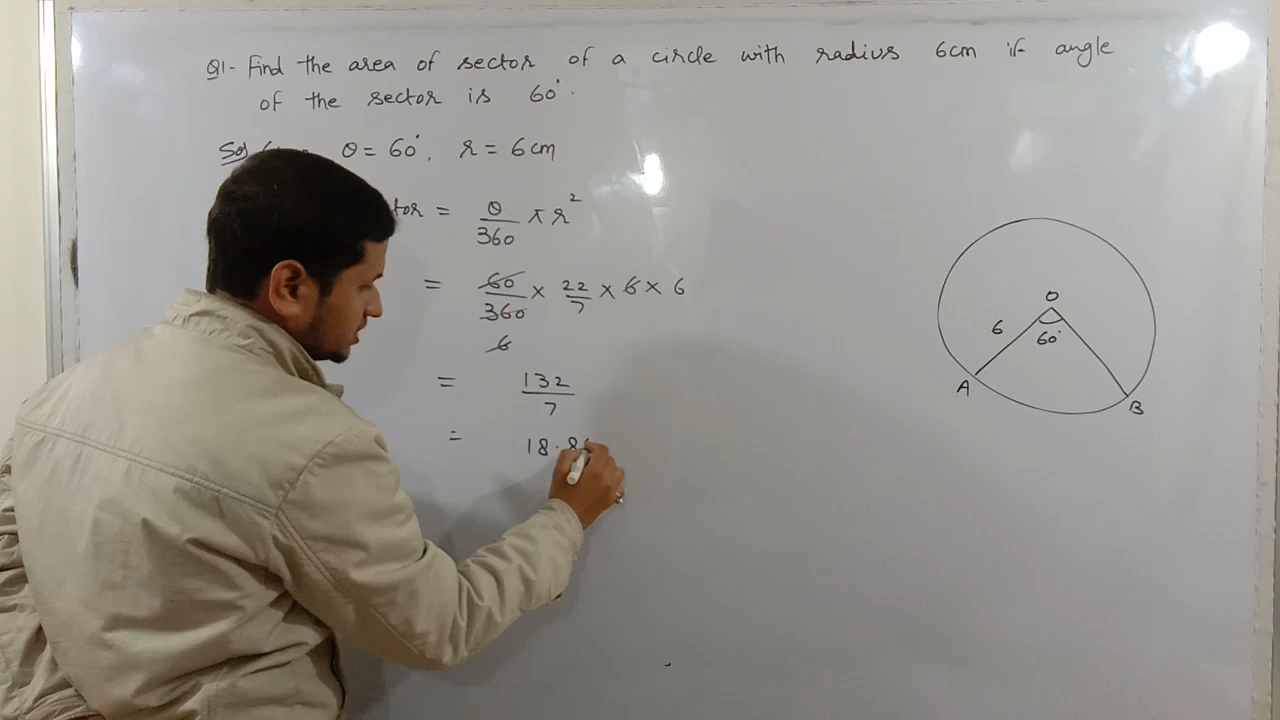 Q1- Find the area of sector of a circle with radius 6cm if angle
of the sector is 60°.
Sol θ = 60°, r = 6cm
tor = θ/360 π r²
= 60/360 × 22/7 × 6 × 6
6
= 132/7
= 18.8
O
6
60°
A
B